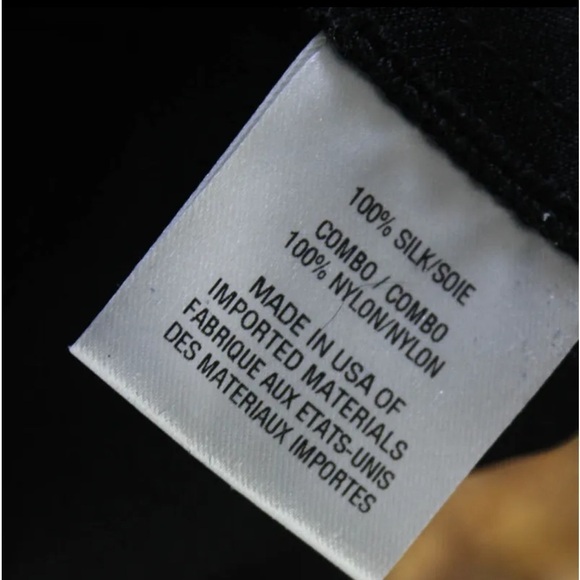 100% SILK/SOIE
COMBO / COMBO
100% NYLON/NYLON
MADE IN USA OF
IMPORTED MATERIALS
FABRIQUE AUX ETATS-UNIS
DES MATERIAUX IMPORTES